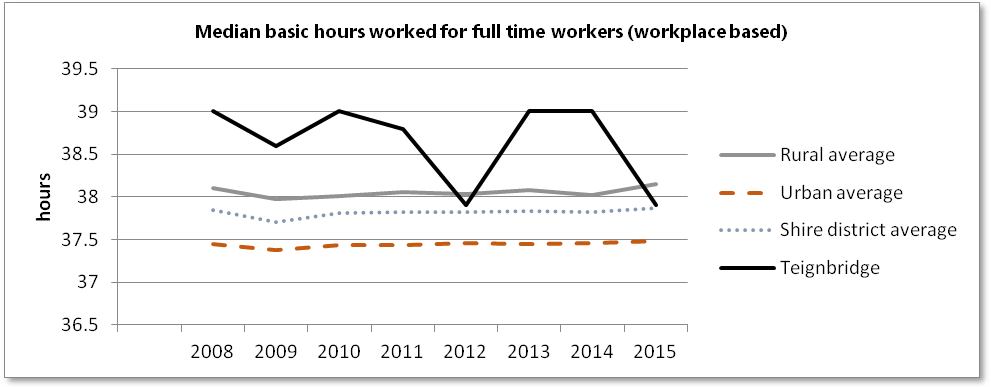 Median basic hours worked for full time workers (workplace based)
39.5
39
38.5
38
37.5
37
36.5
hours
2008 2009 2010 2011 2012 2013 2014 2015
Rural average
Urban average
Shire district average
Teignbridge